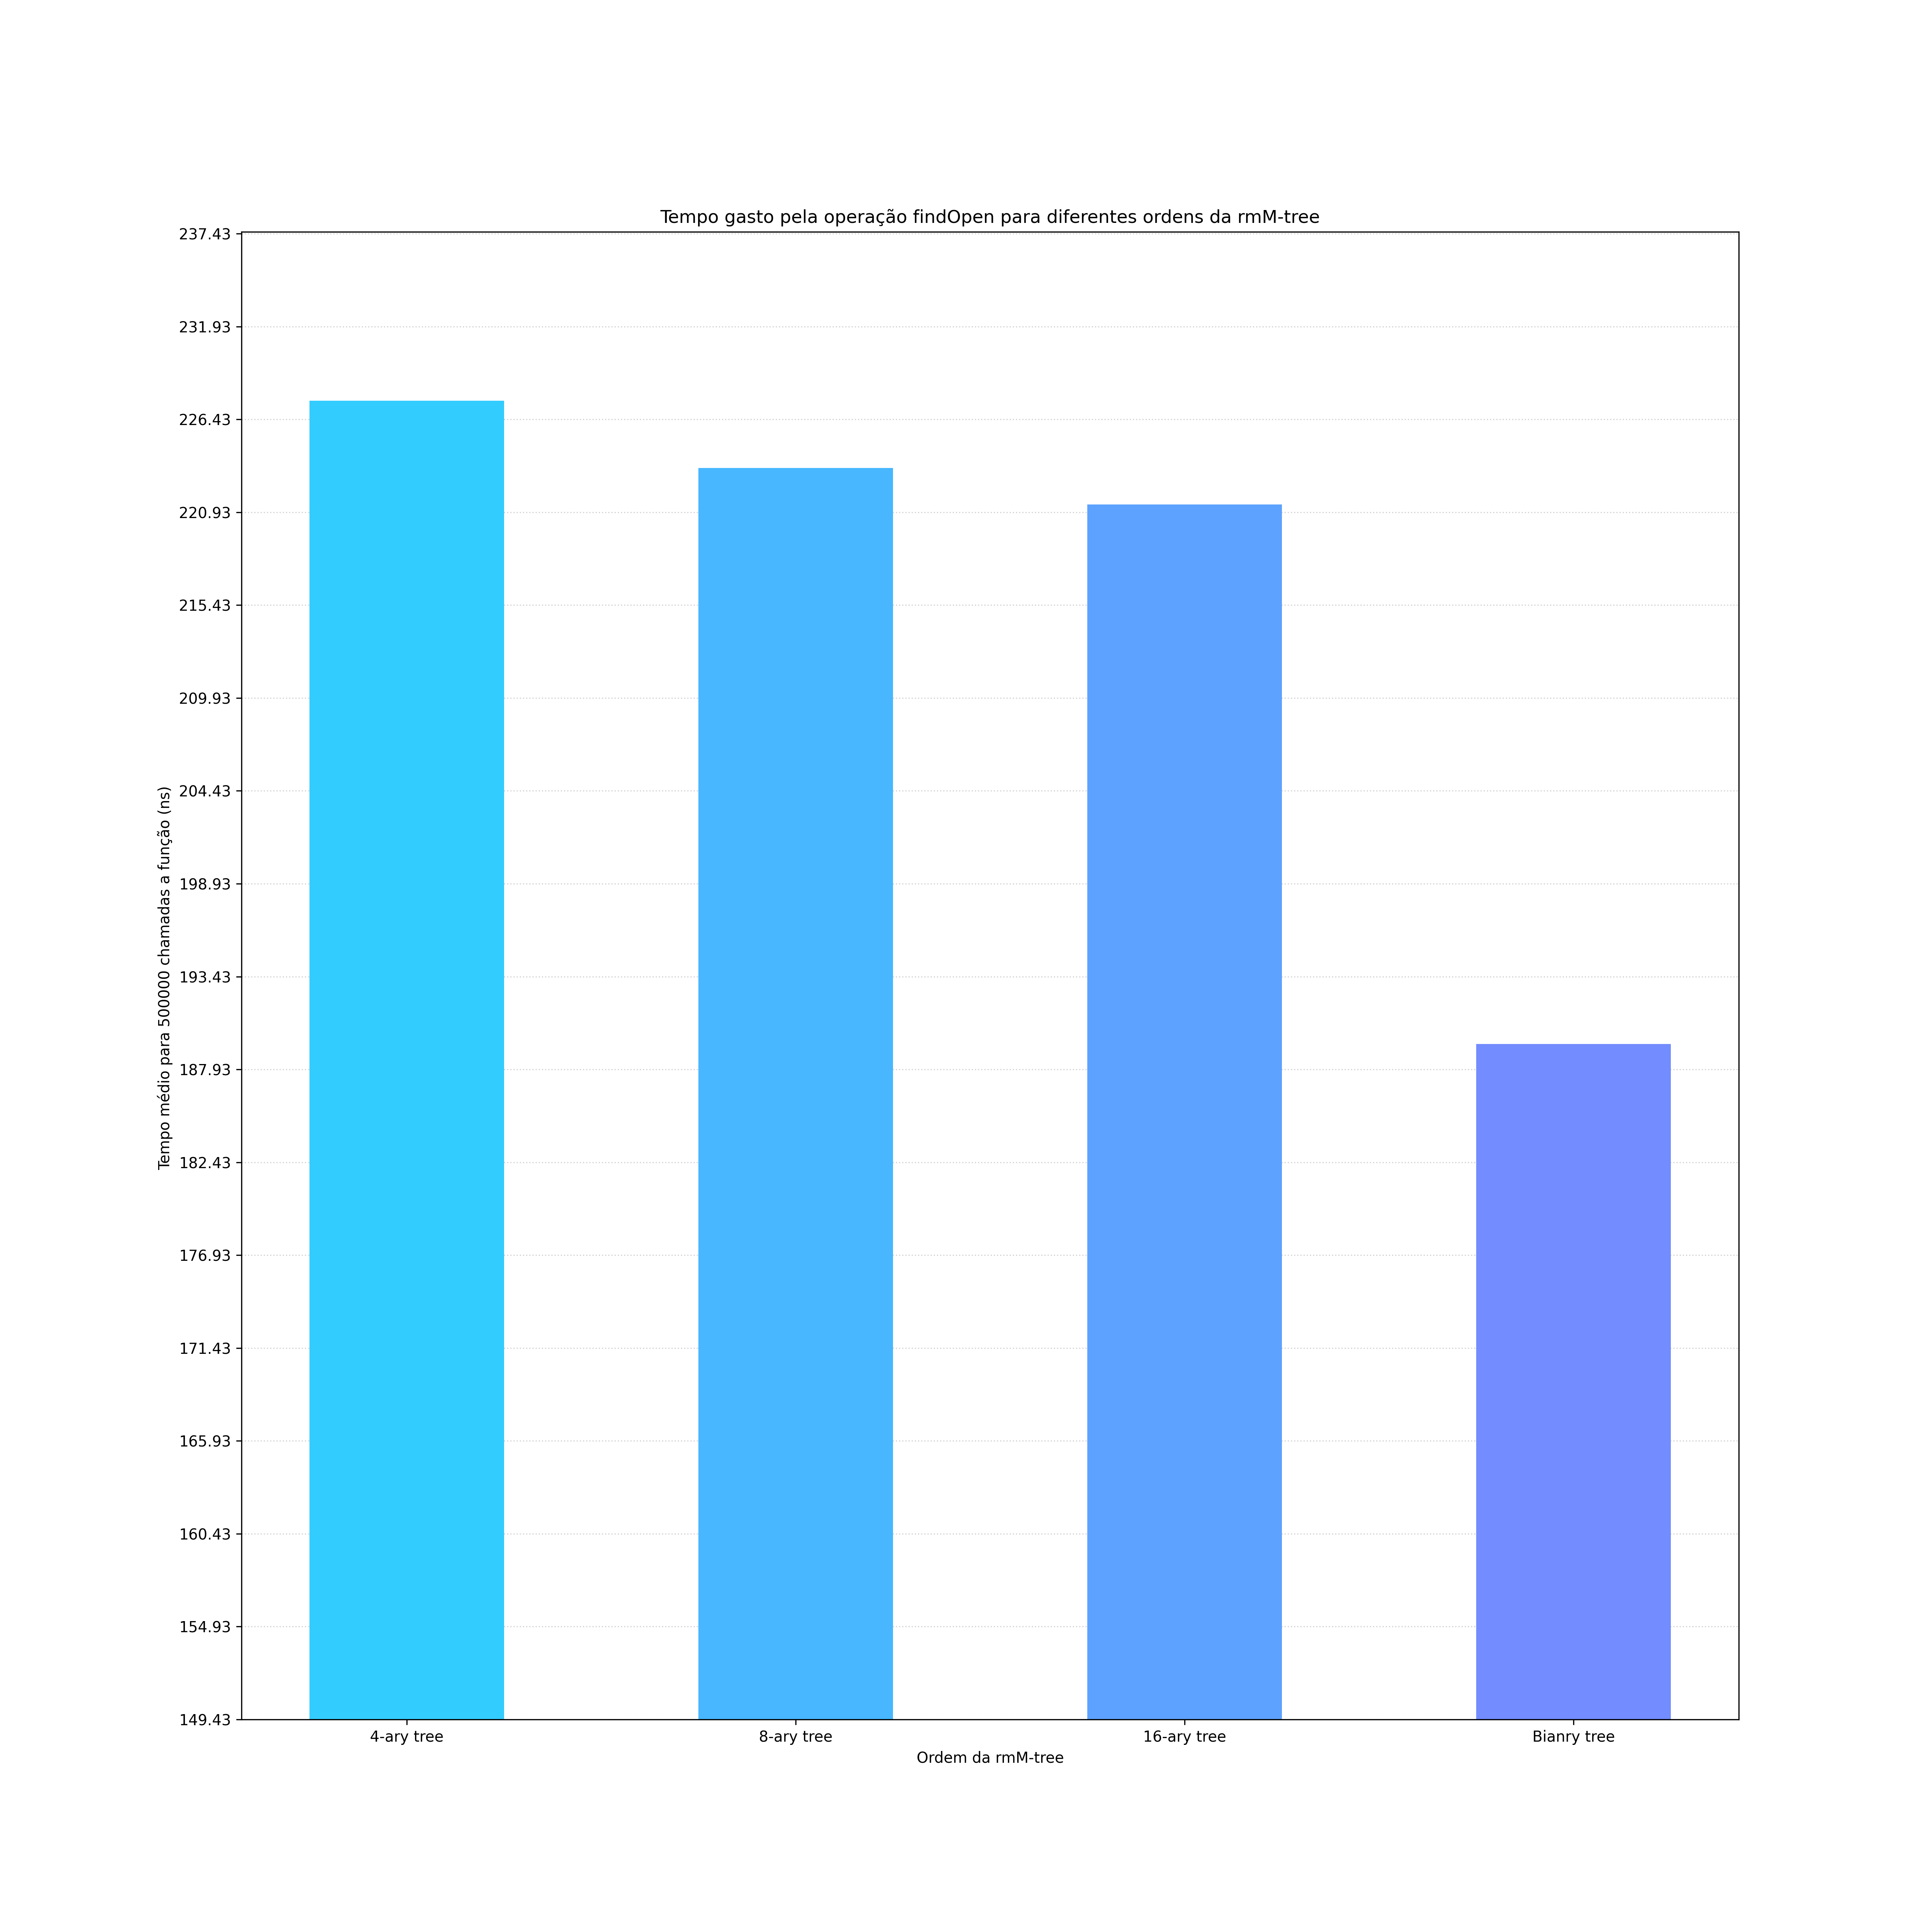 Tempo gasto pela operação findOpen para diferentes ordens da rmM-tree
237.43
231.93
226.43
220.93
215.43
209.93
204.43
198.93
193.43
187.93
182.43
176.93
171.43
165.93
160.43
154.93
149.43
Tempo médio para 500000 chamadas a função (ns)
4-ary tree
8-ary tree
16-ary tree
Bianry tree
Ordem da rmM-tree